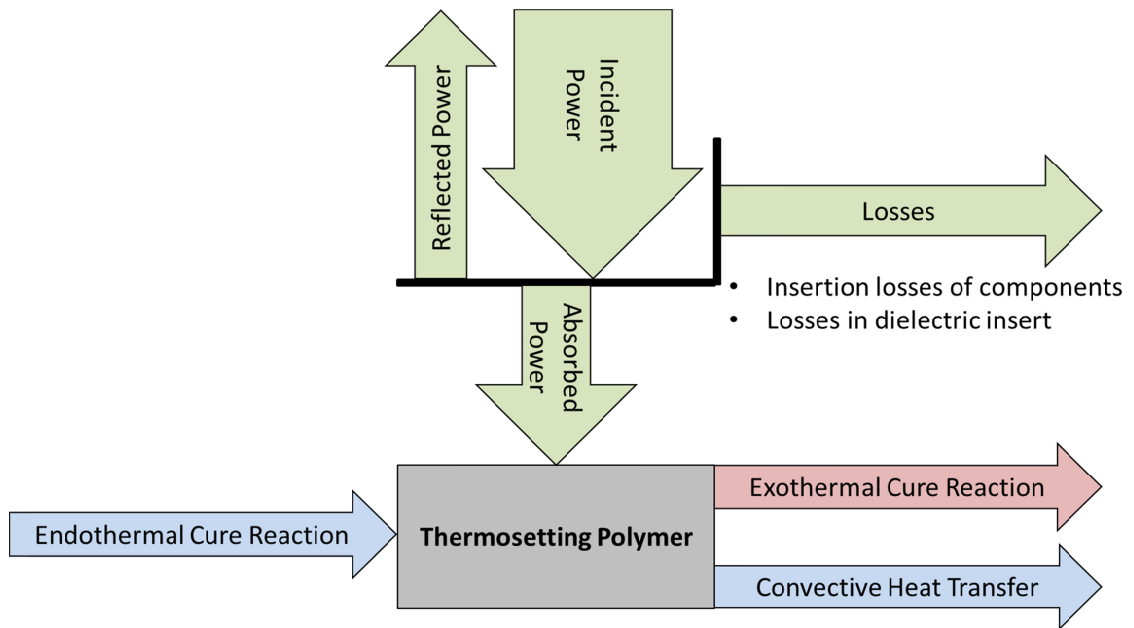 Reflected Power
Incident
Power
Losses
• Insertion losses of components
• Losses in dielectric insert
Absorbed
Power
Endothermal Cure Reaction
Thermosetting Polymer
Exothermal Cure Reaction
Convective Heat Transfer